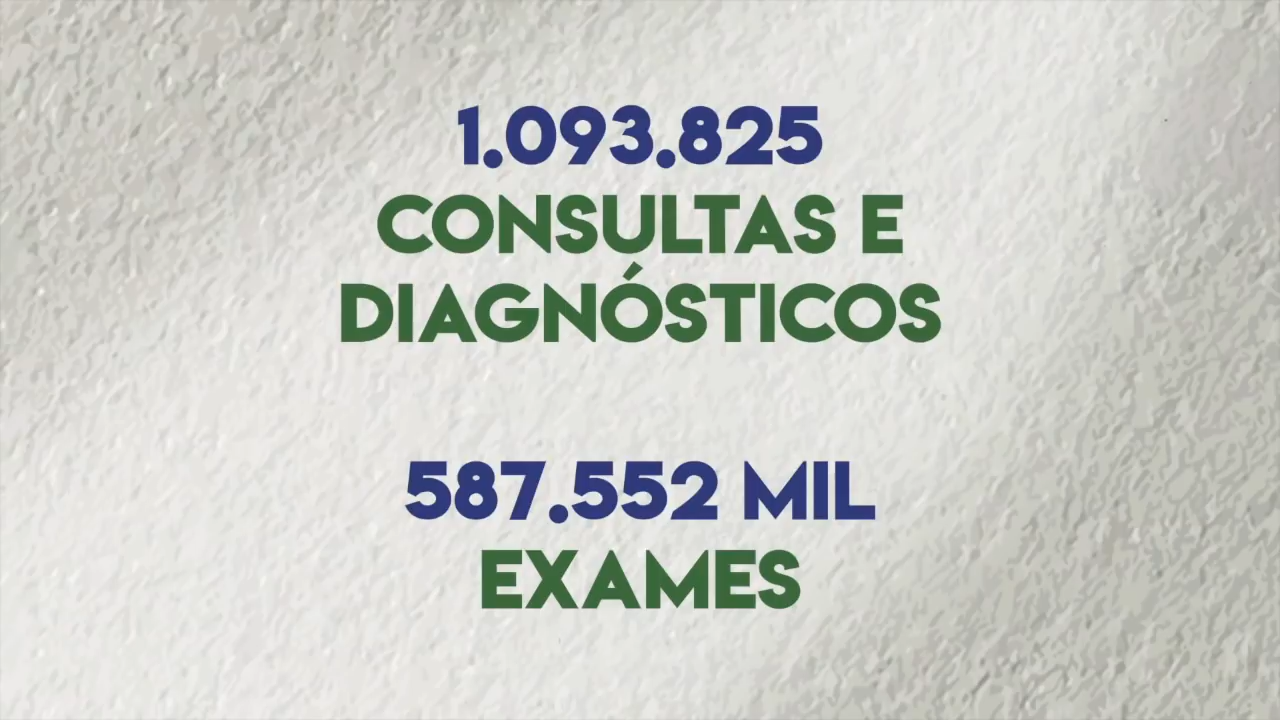 1.093.825
CONSULTAS E
DIAGNÓSTICOS
587.552 MIL
EXAMES